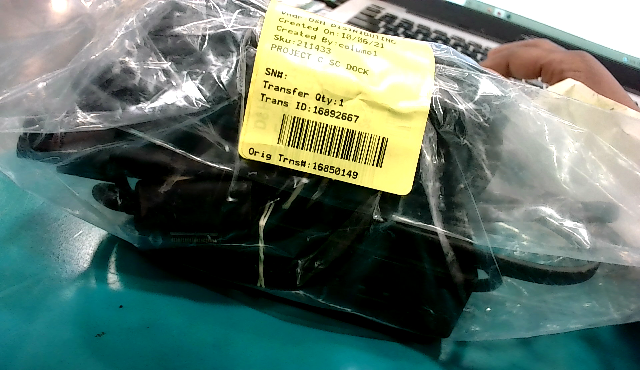 Created On:10/06/21
Created By:columo1
Sku:211433
PROJECT C SC DOCK
SN#:
Transfer Qty:1
Trans ID:16892667
Orig Trns#:16850149